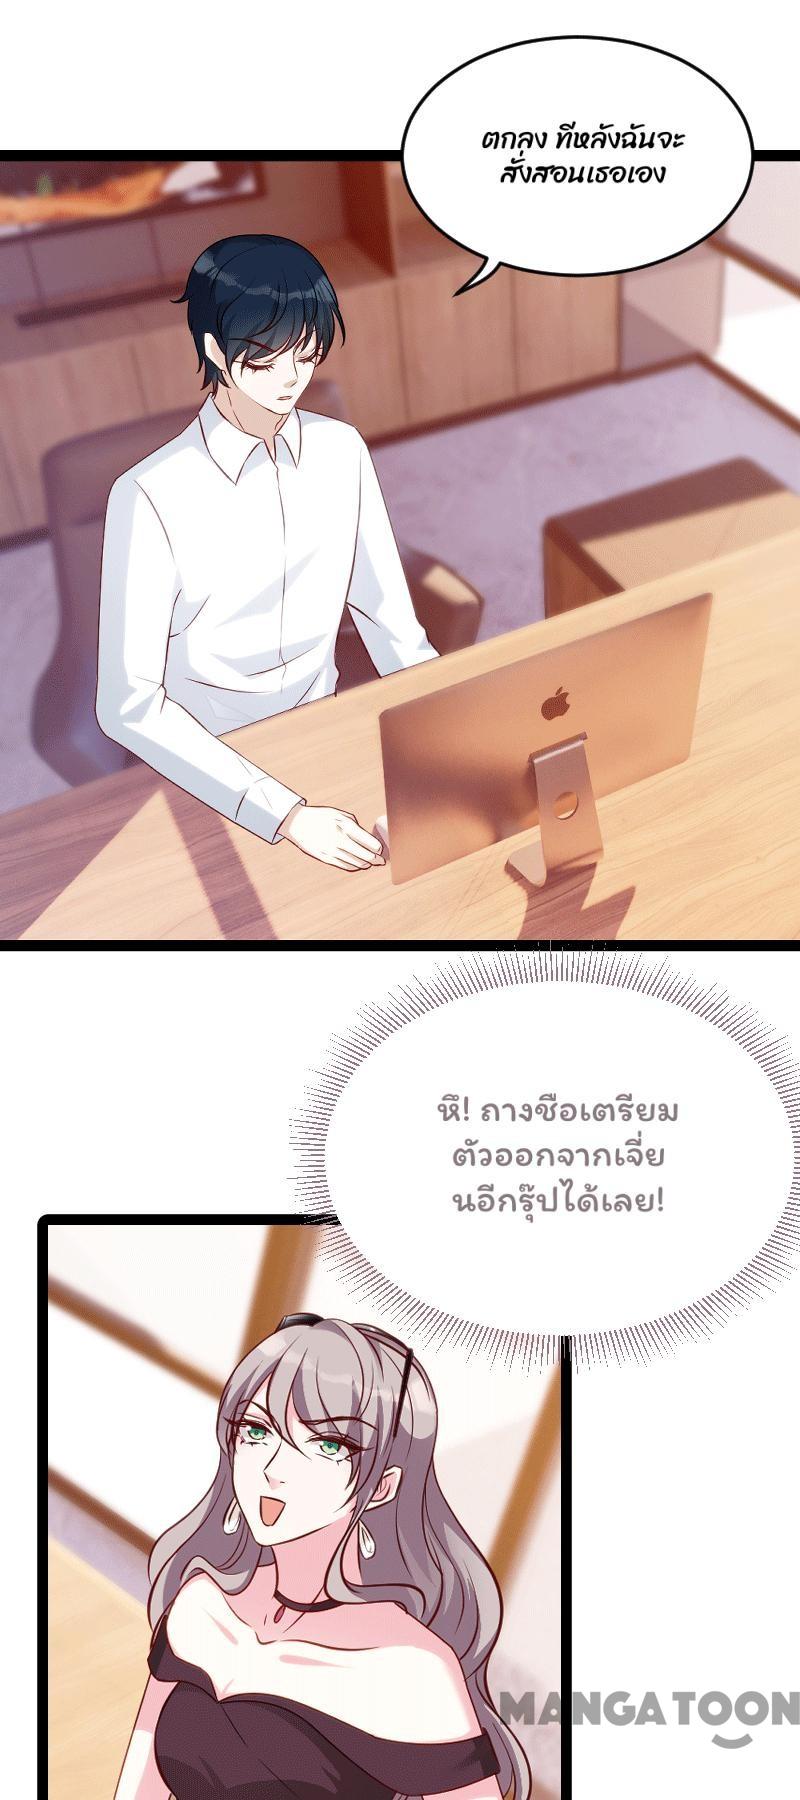 ตกลง ทีหลังฉันจะ
สั่งสอนเธอเอง
หึ! ถางชือเตรียม
ตัวออกจากเจี่ย
นอีกรุ๊ปได้เลย!
MANGATOON